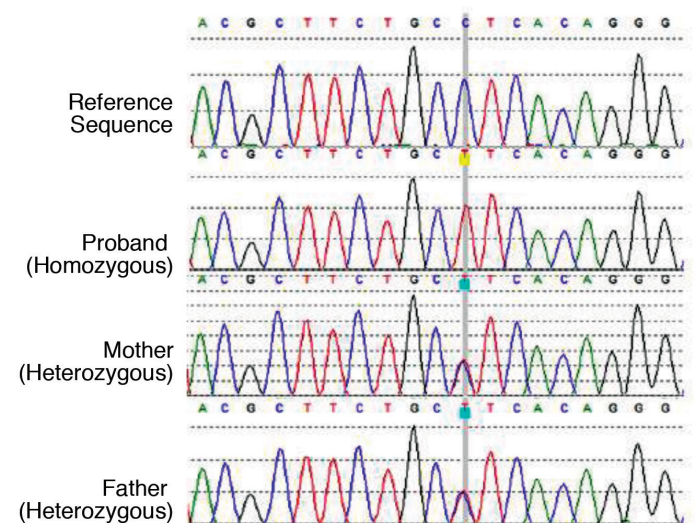 A C G C T T C T G C C T C A C A G G G
Reference
Sequence
A C G C T T C T G C T T C A C A G G G
Proband
(Homozygous)
A C G C T T C T G C T T C A C A G G G
Mother
(Heterozygous)
A C G C T T C T G C T T C A C A G G G
Father
(Heterozygous)